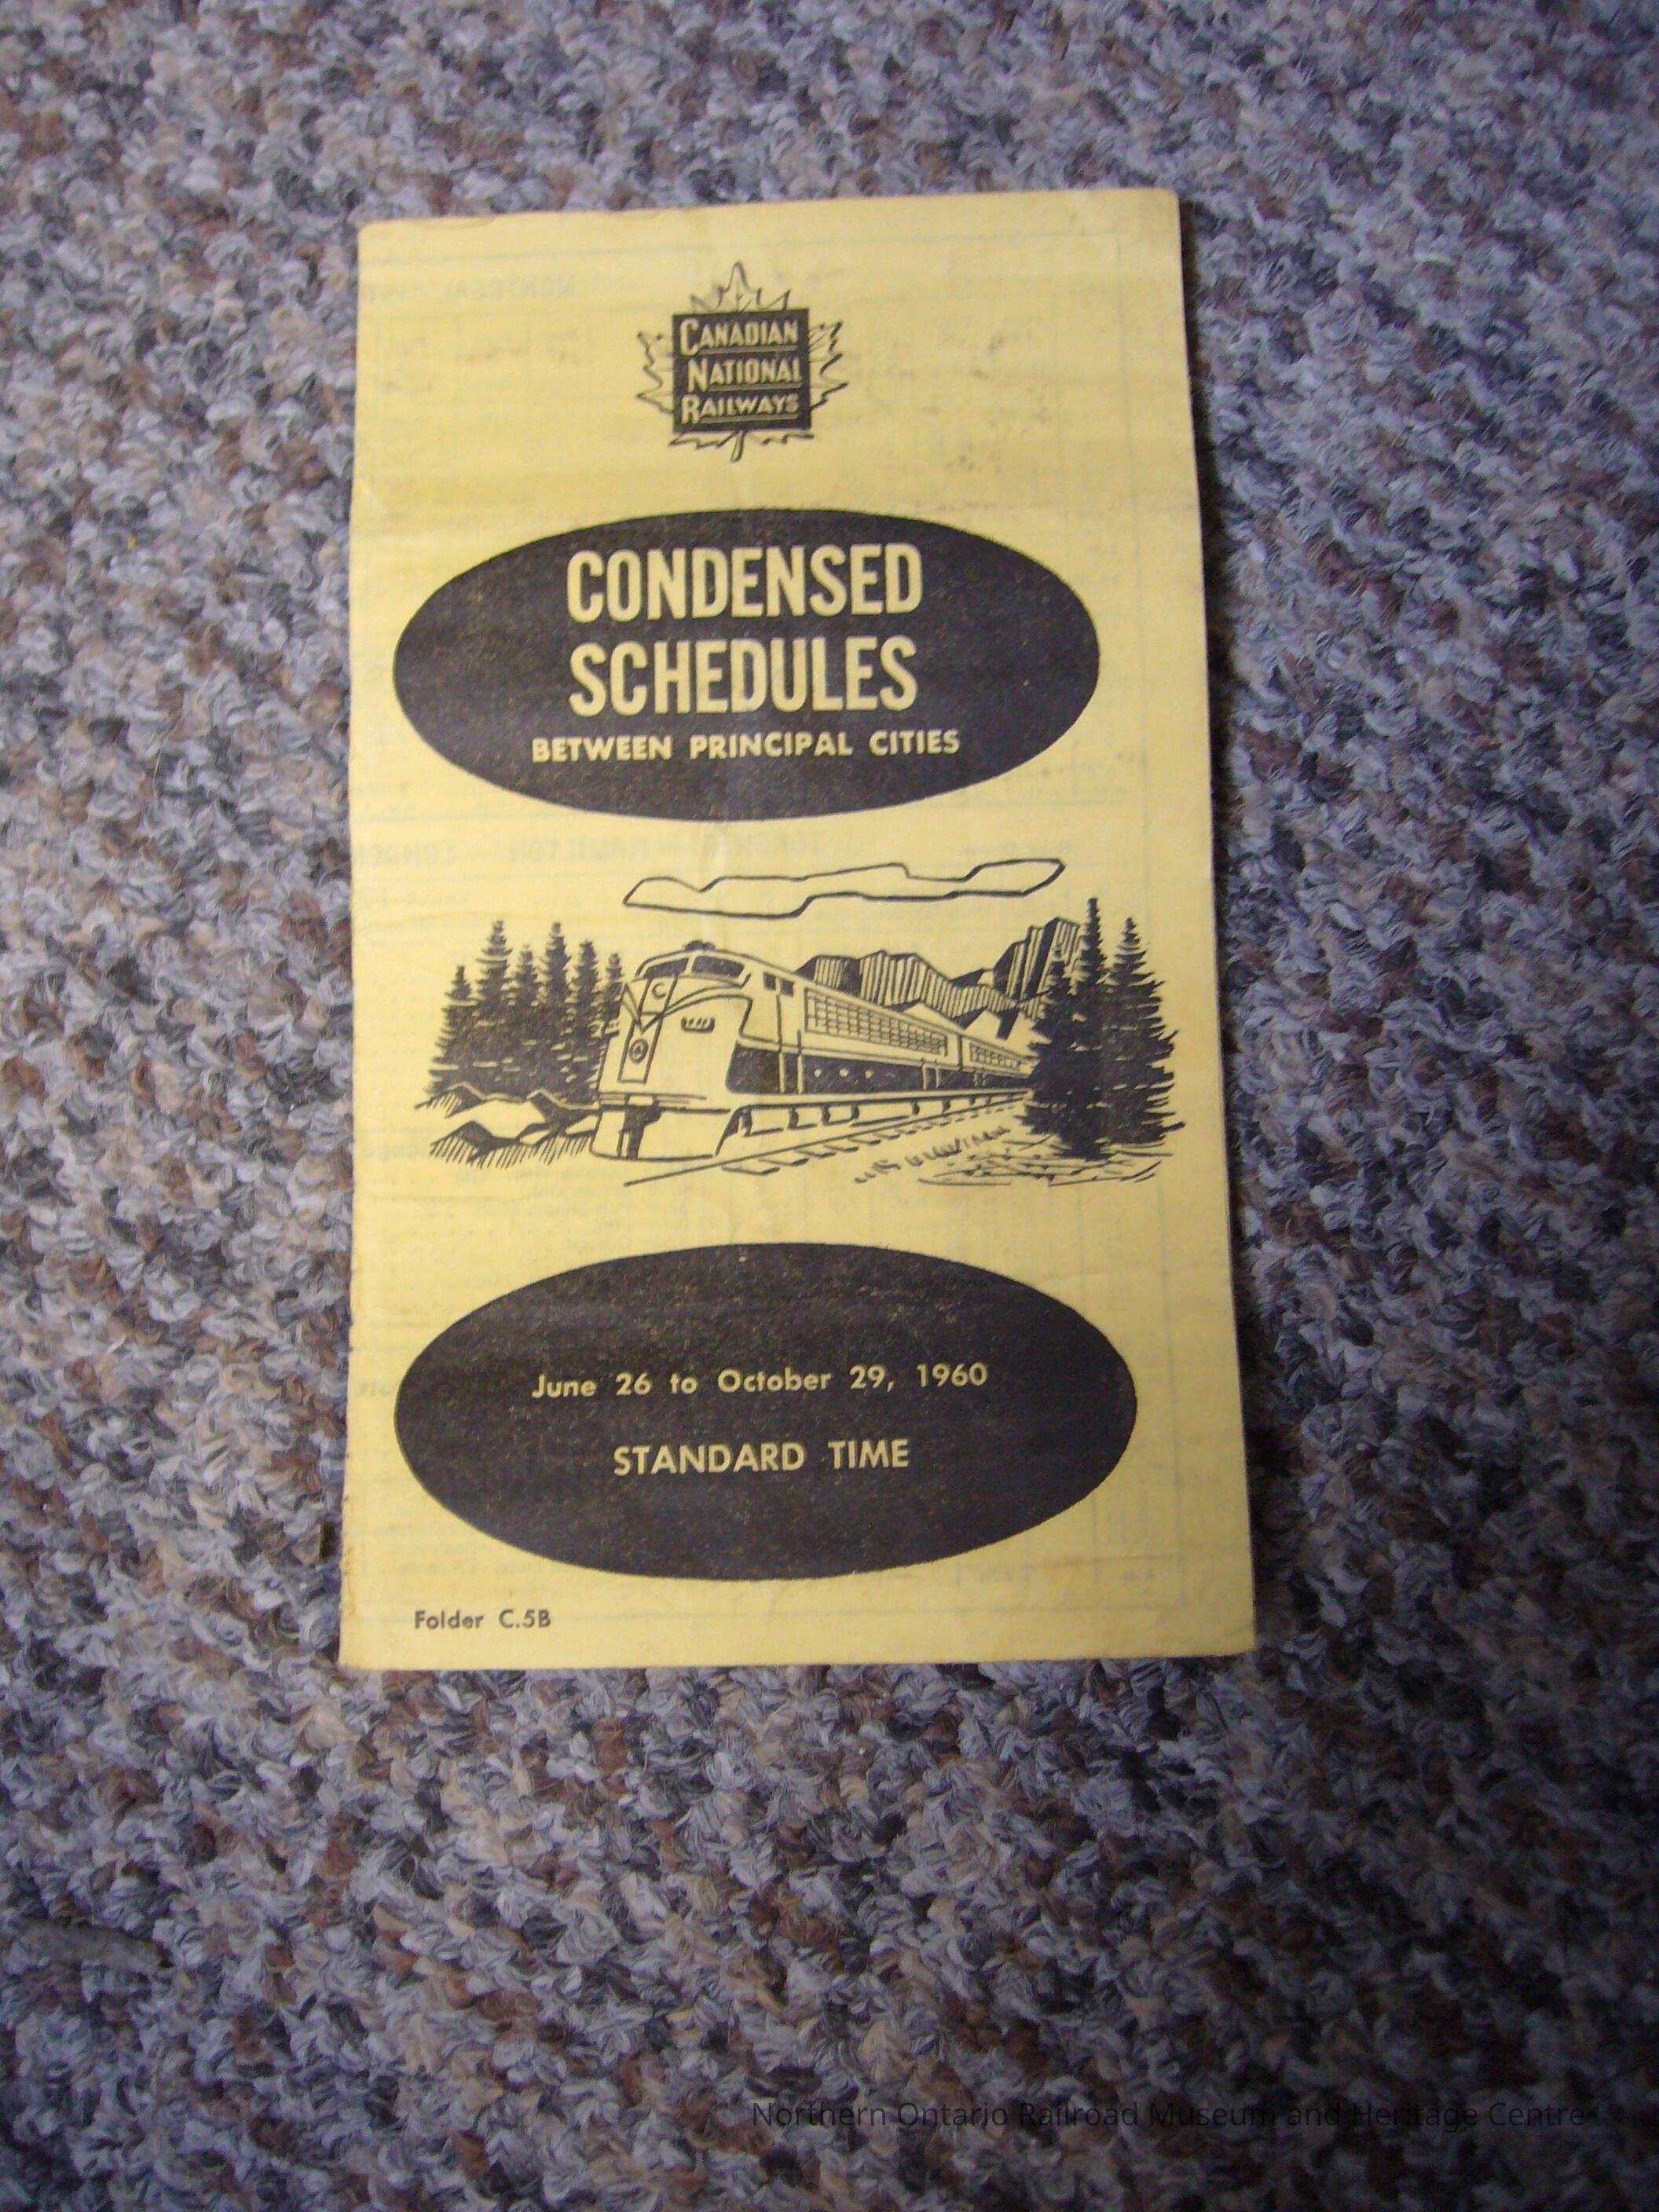 CANADIAN
NATIONAL
RAILWAYS
CONDENSED
SCHEDULES
BETWEEN PRINCIPAL CITIES
June 26 to October 29, 1960
STANDARD TIME
Folder C.5B
Northern Ontario Railroad Museum and Heritage Centre